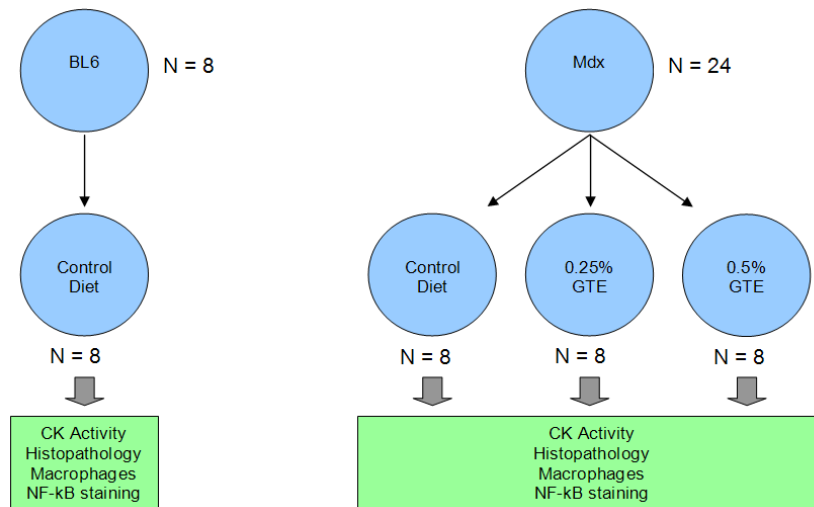 BL6
N = 8
Mdx
N = 24
Control
Diet
Control
Diet
0.25%
GTE
0.5%
GTE
N = 8
N = 8
N = 8
N = 8
CK Activity
Histopathology
Macrophages
NF-kB staining
CK Activity
Histopathology
Macrophages
NF-kB staining